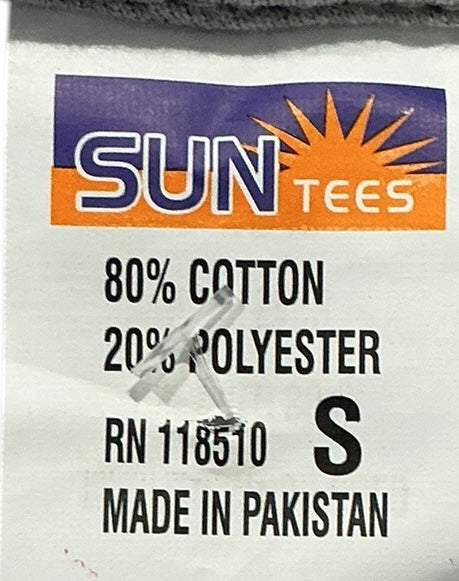 SUN TEES
80% COTTON
20% POLYESTER
RN 118510 S
MADE IN PAKISTAN